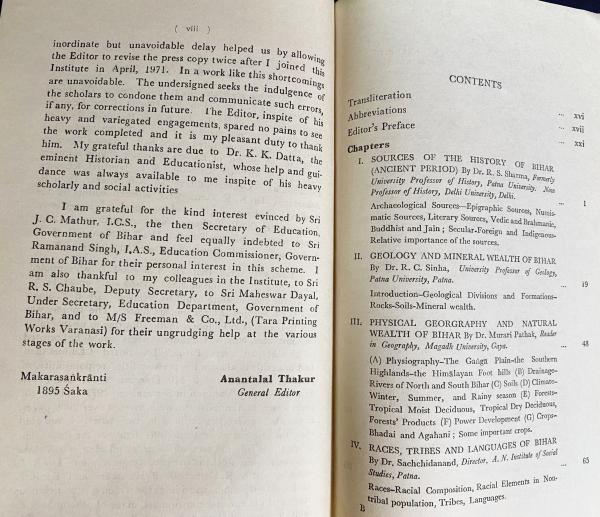 ( viii )
inordinate but unavoidable delay helped us by allowing
the Editor to revise the press copy twice after I joined this
Institute in April, 1971. In a work like this shortcomings
are unavoidable. The undersigned seeks the indulgence of
the scholars to condone them and communicate such errors,
if any, for corrections in future. The Editor, inspite of his
heavy and variegated engagements, spared no pains to see
the work completed and it is my pleasant duty to thank
him. My grateful thanks are due to Dr. K. K. Datta, the
eminent Historian and Educationist, whose help and gui-
dance was always available to me inspite of his heavy
scholarly and social activities
I am grateful for the kind interest evinced by Sri
J. C. Mathur, I.C.S., the then Secretary of Education,
Government of Bihar and feel equally indebted to Sri
Ramanand Singh, I.A.S., Education Commissioner, Govern-
ment of Bihar for their personal interest in this scheme. I
am also thankful to my colleagues in the Institute, to Sri
R. S. Chaube, Deputy Secretary, to Sri Maheswar Dayal,
Under Secretary, Education Department, Government of
Bihar, and to M/S Freeman & Co., Ltd., (Tara Printing
Works Varanasi) for their ungrudging help at the various
stages of the work.
Makarasaṅkrānti
1895 Śaka
Anantalal Thakur
General Editor
CONTENTS
Transliteration ... xvi
Abbreviations ... xvii
Editor's Preface ... xxi
Chapters
I. SOURCES OF THE HISTORY OF BIHAR
(ANCIENT PERIOD) By Dr. R. S. Sharma, Formerly
University Professor of History, Patna University. Now
Professor of History, Delhi University, Delhi. ... 1
Archaeological Sources–Epigraphic Sources, Numis-
matic Sources, Literary Sources, Vedic and Brahmanic,
Buddhist and Jain ; Secular-Foreign and Indigenous-
Relative importance of the sources.
II. GEOLOGY AND MINERAL WEALTH OF BIHAR
By Dr. R. C. Sinha, University Professor of Geology,
Patna University, Patna. ... 19
Introduction–Geological Divisions and Formations–
Rocks-Soils-Mineral wealth.
III. PHYSICAL GEORGRAPHY AND NATURAL
WEALTH OF BIHAR By Dr. Murari Pathak, Reader
in Geography, Magadh University, Gaya. ... 48
(A) Physiography–The Gaṅgā Plain–the Southern
Highlands–the Himālayan Foot hills (B) Drainage–
Rivers of North and South Bihar (C) Soils (D) Climate–
Winter, Summer, and Rainy season (E) Forests–
Tropical Moist Deciduous, Tropical Dry Deciduous,
Forests' Products (F) Power Development (G) Crops–
Bhadai and Agahani ; Some important crops.
IV. RACES, TRIBES AND LANGUAGES OF BIHAR
By Dr. Sachchidanand, Director, A. N. Institute of Social
Studies, Patna. ... 65
Races–Racial Composition, Racial Elements in Non-
tribal population, Tribes, Languages.
B